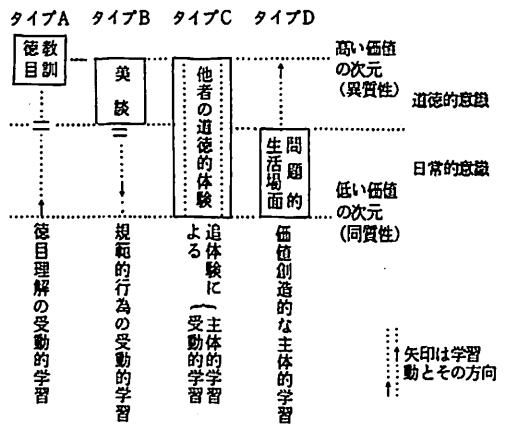 タイプA タイプB タイプC タイプD
教訓
徳目
美談
他者の道徳的体験
問題的
生活場面
高い価値
の次元
(異質性)
道徳的意識
日常的意識
低い価値
の次元
(同質性)
徳目理解の受動的学習
規範的行為の受動的学習
追体験に
よる
主体的学習
受動的学習
価値創造的な主体的学習
矢印は学習
動とその方向